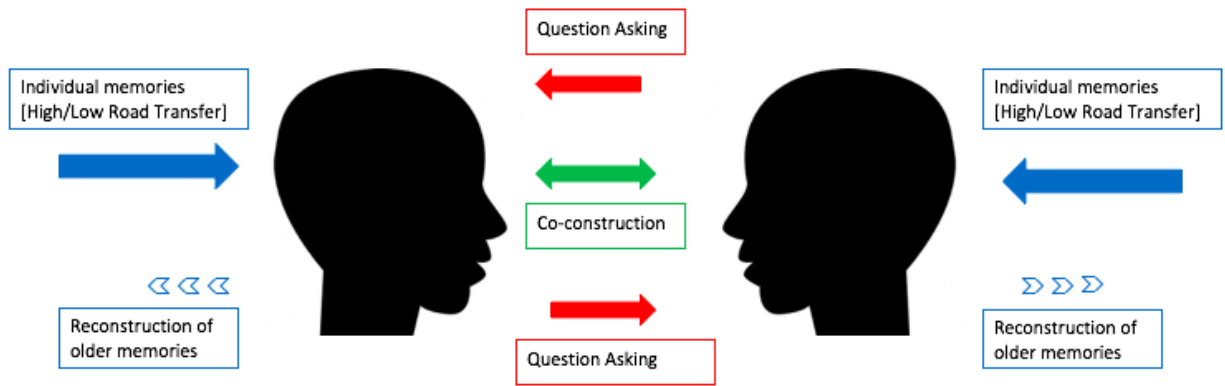 Question Asking
Individual memories
[High/Low Road Transfer]
Individual memories
[High/Low Road Transfer]
Co-construction
Reconstruction of
older memories
Reconstruction of
older memories
Question Asking